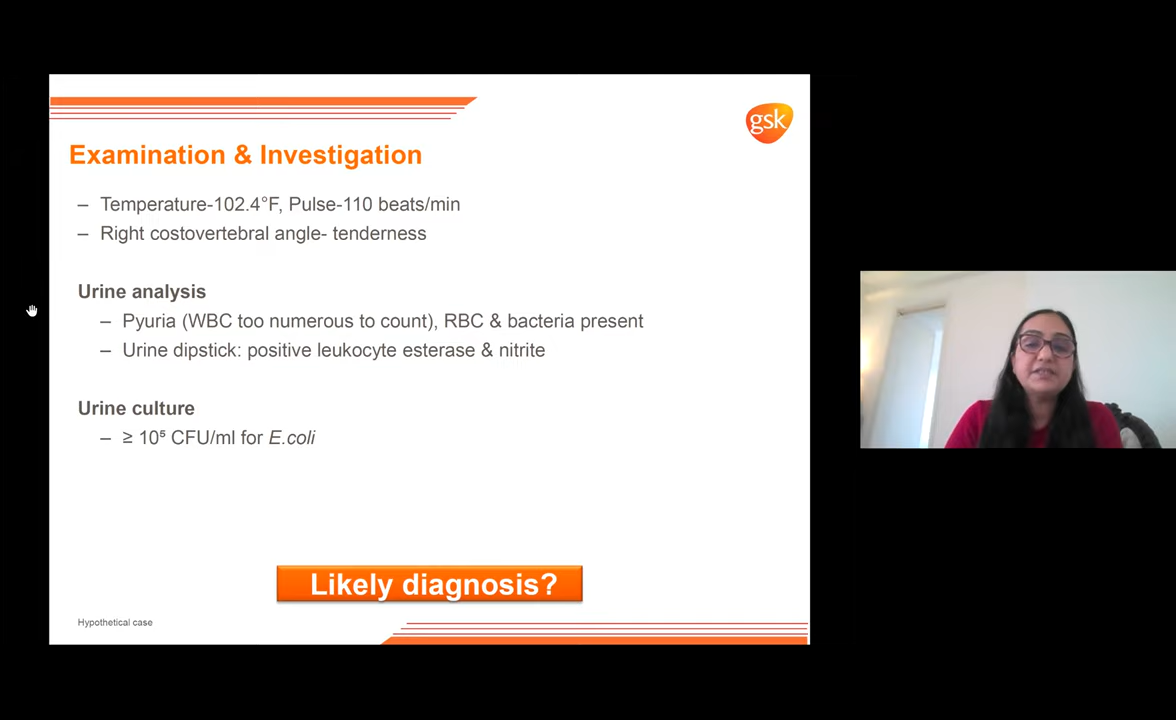 gsk
Examination & Investigation
– Temperature-102.4°F, Pulse-110 beats/min
– Right costovertebral angle- tenderness
Urine analysis
– Pyuria (WBC too numerous to count), RBC & bacteria present
– Urine dipstick: positive leukocyte esterase & nitrite
Urine culture
– ≥ 10⁵ CFU/ml for E.coli
Likely diagnosis?
Hypothetical case